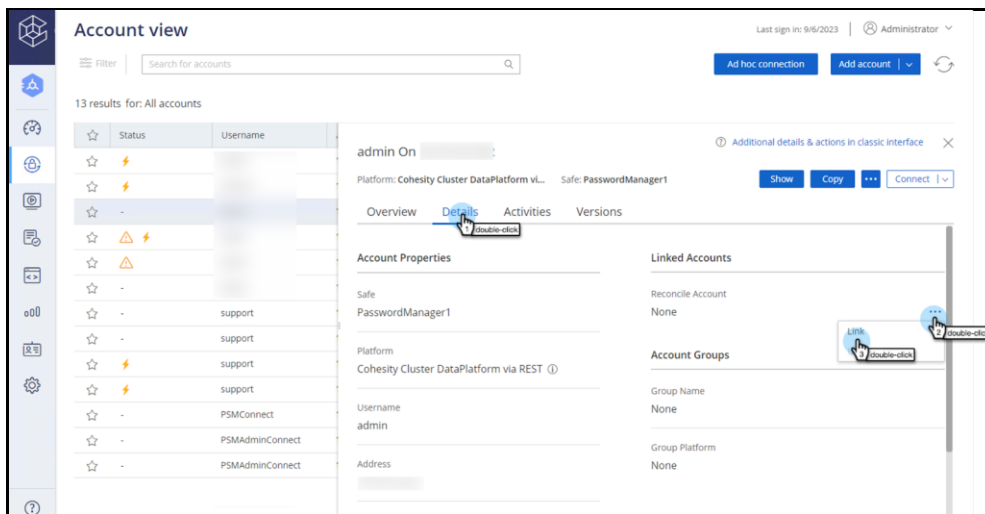 Account view
Last sign in: 9/6/2023
Administrator
Filter
Search for accounts
Ad hoc connection
Add account
13 results for: All accounts
Status
Username
support
support
support
support
PSMConnect
PSMAdminConnect
PSMAdminConnect
admin On
Additional details & actions in classic interface
Platform: Cohesity Cluster DataPlatform vi... Safe: PasswordManager1
Show
Copy
Connect
Overview
Details
Activities
Versions
1 double-click
Account Properties
Safe
PasswordManager1
Platform
Cohesity Cluster DataPlatform via REST
Username
admin
Address
Linked Accounts
Reconcile Account
None
2 double-clic
Link
3 double-click
Account Groups
Group Name
None
Group Platform
None